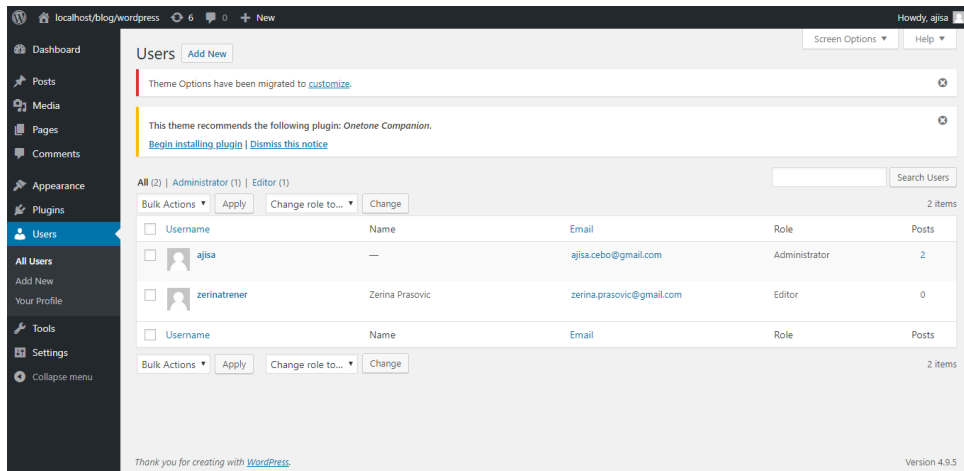 localhost/blog/wordpress 6 0 + New Howdy, ajisa
Screen Options ▼ Help ▼
Dashboard
Posts
Media
Pages
Comments
Appearance
Plugins
Users
All Users
Add New
Your Profile
Tools
Settings
Collapse menu
Users Add New
Theme Options have been migrated to customize.
This theme recommends the following plugin: Onetone Companion.
Begin installing plugin | Dismiss this notice
All (2) | Administrator (1) | Editor (1)
Search Users
Bulk Actions ▼ Apply Change role to... ▼ Change 2 items
Username Name Email Role Posts
ajisa — ajisa.cebo@gmail.com Administrator 2
zerinatrener Zerina Prasovic zerina.prasovic@gmail.com Editor 0
Username Name Email Role Posts
Bulk Actions ▼ Apply Change role to... ▼ Change 2 items
Thank you for creating with WordPress. Version 4.9.5